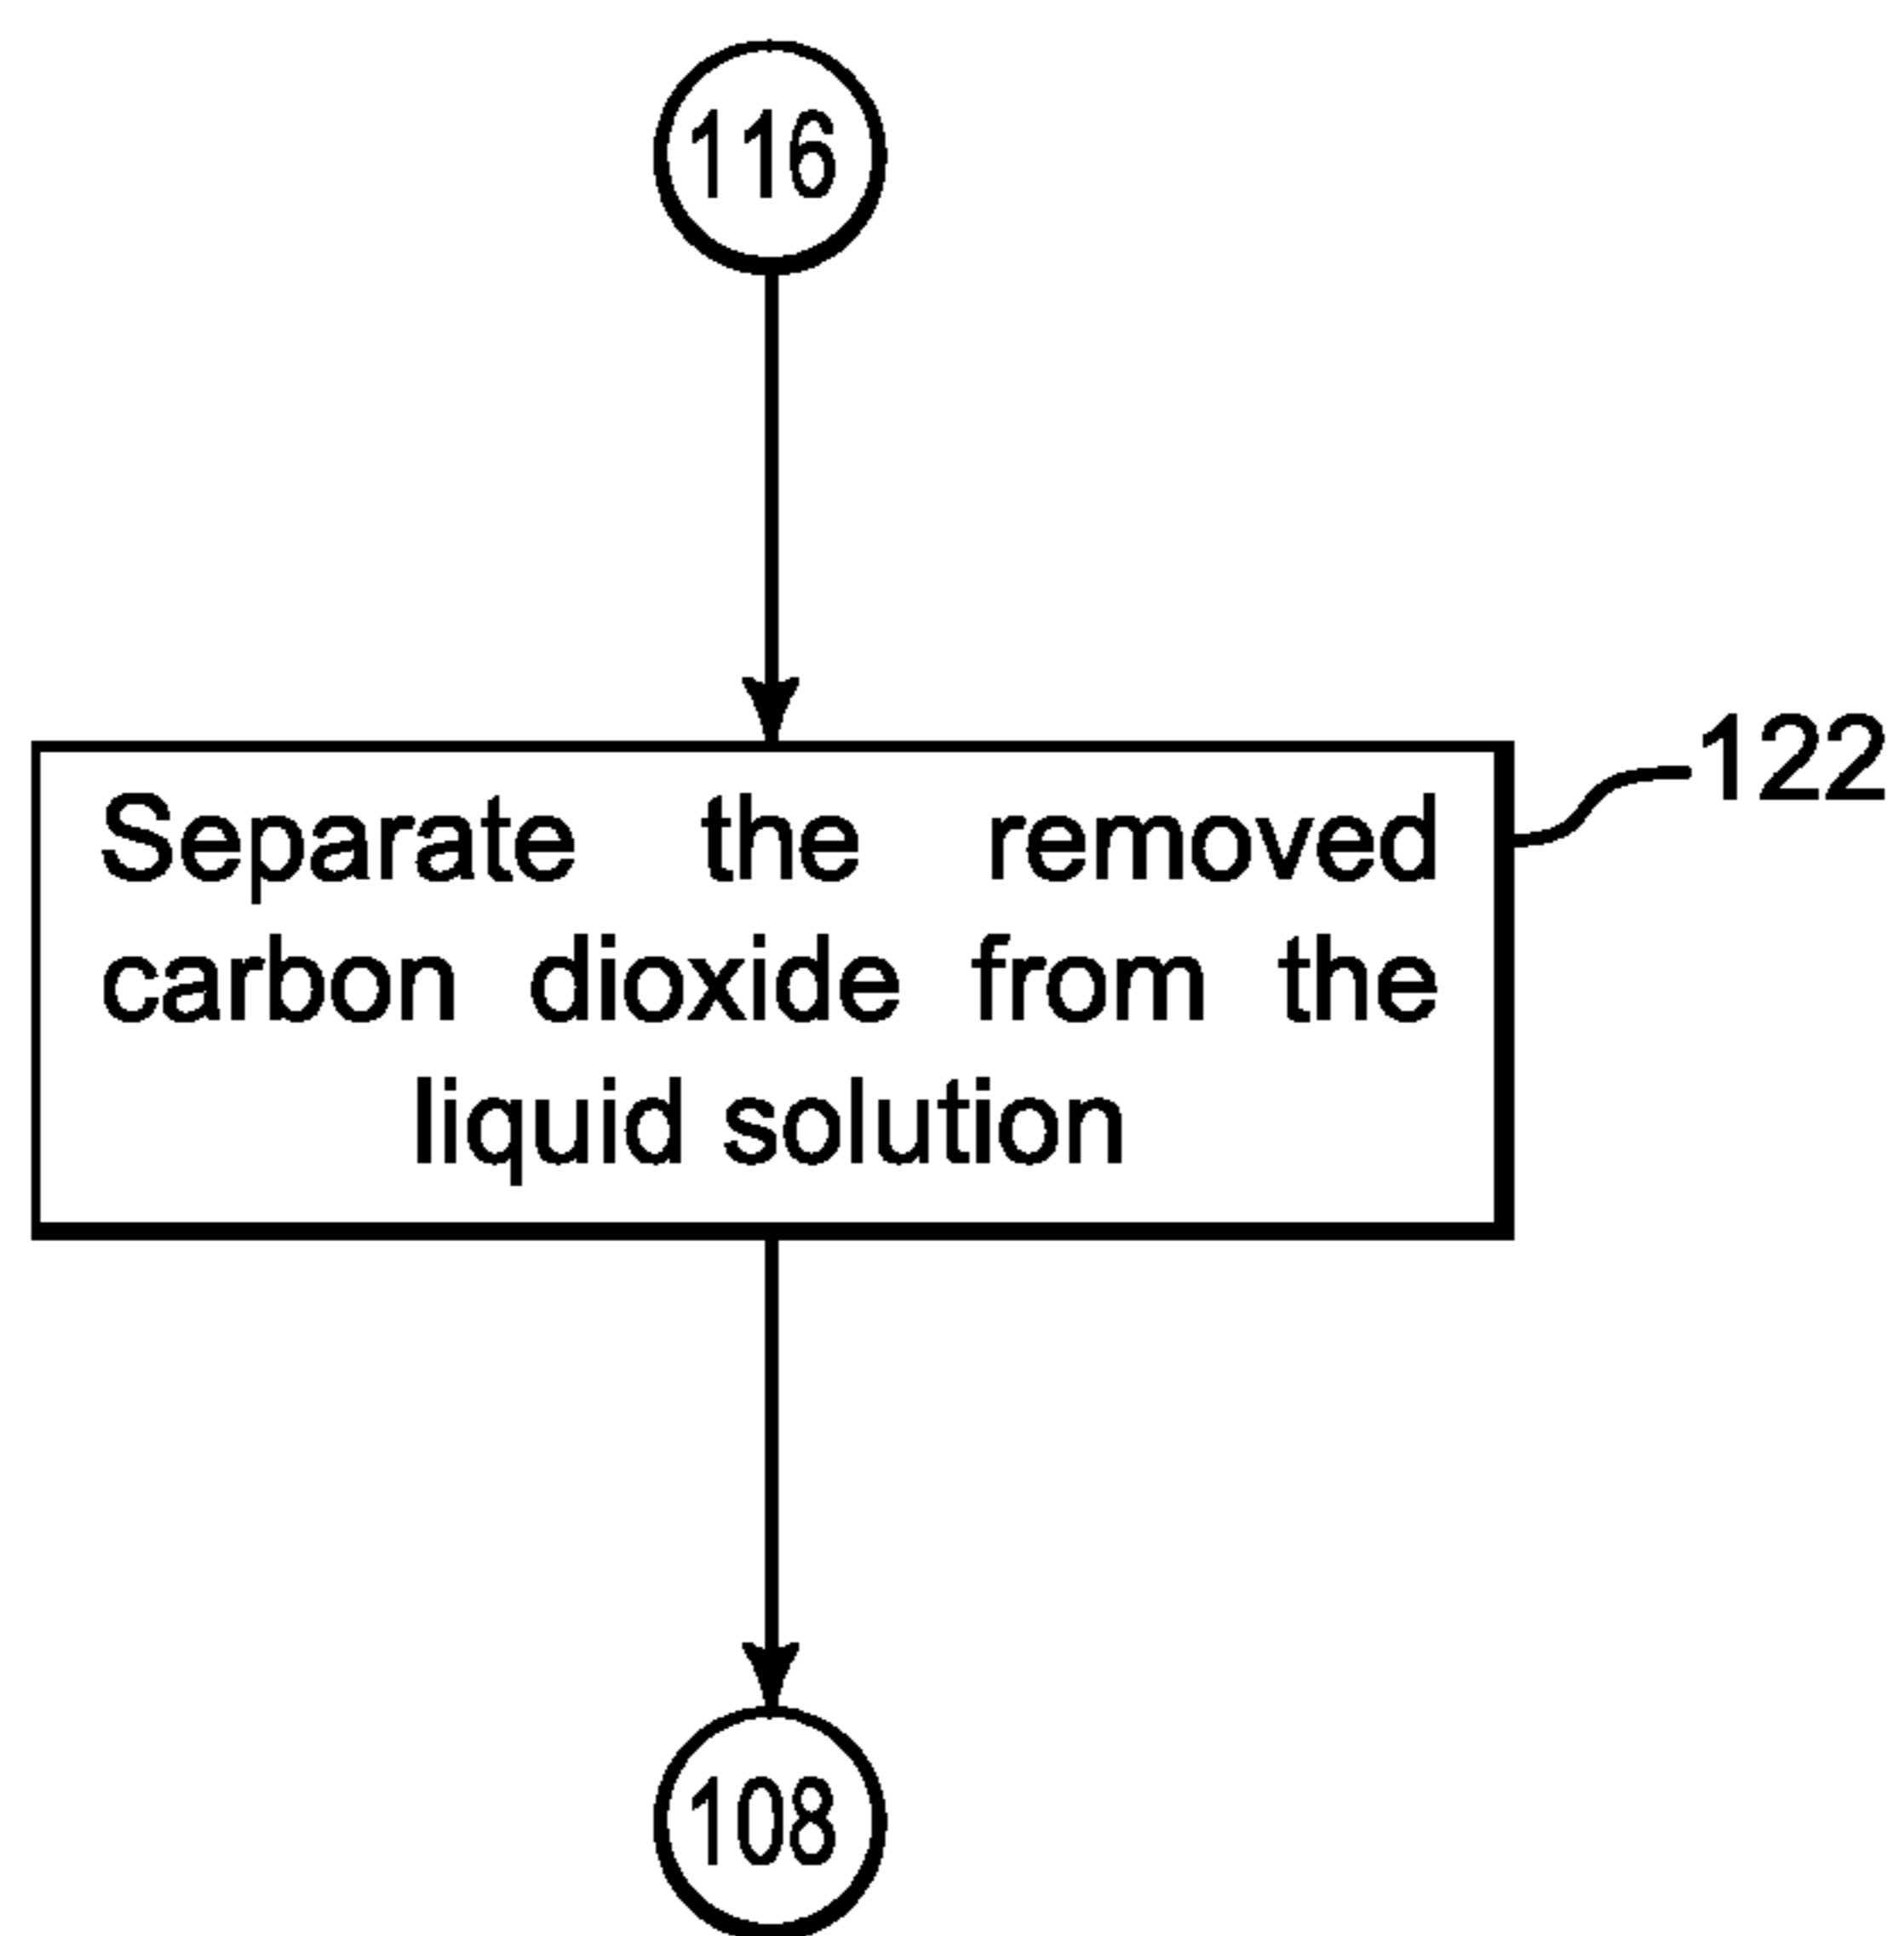 116
122
Separate the removed
carbon dioxide from the
liquid solution
108